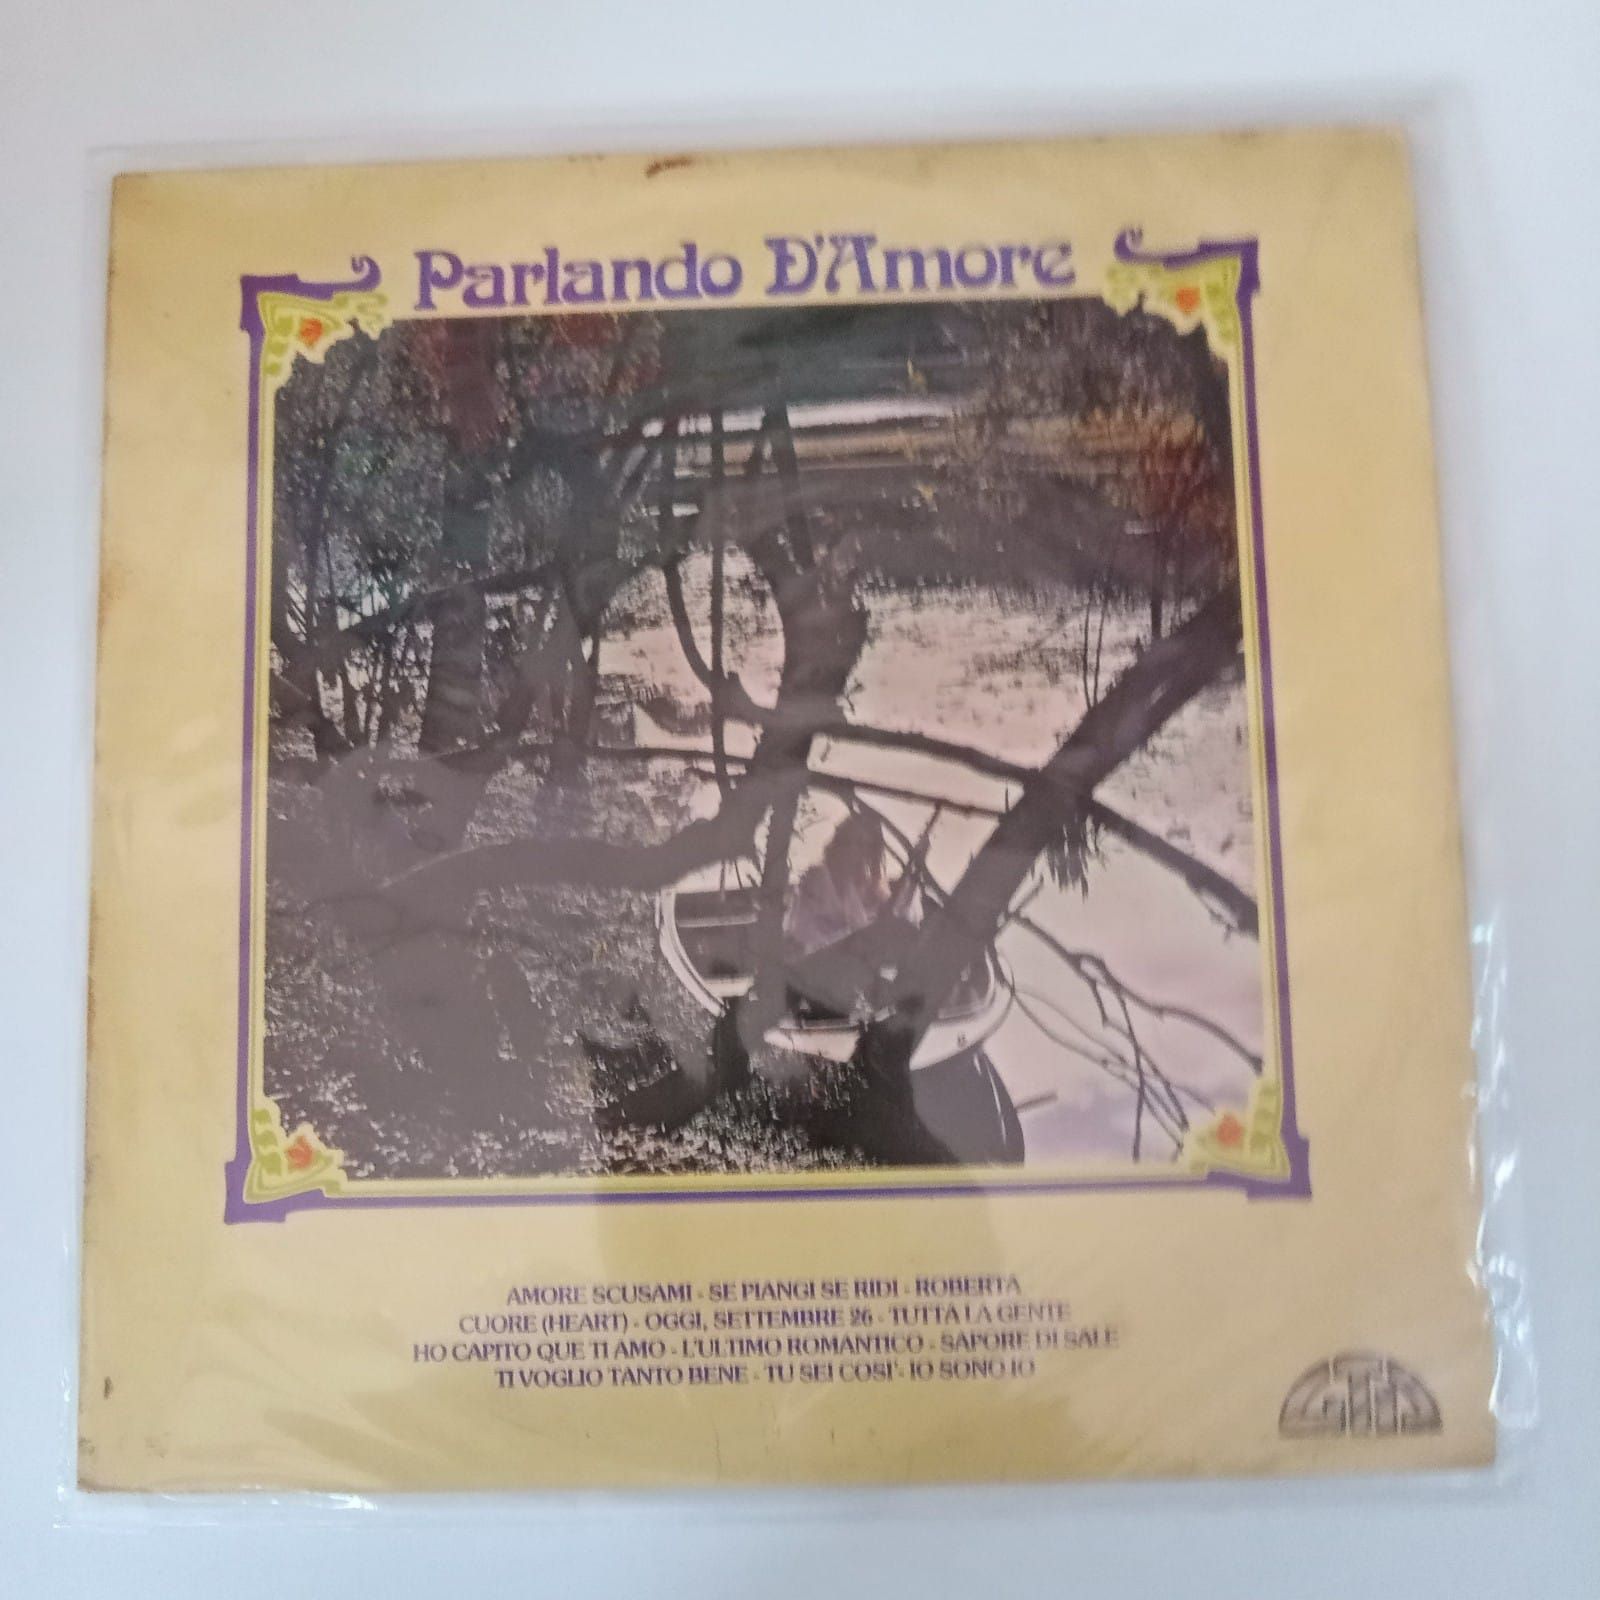 Parlando D'Amore
AMORE SCUSAMI - SE PIANGI SE RIDI - ROBERTA
CUORE (HEART) - OGGI, SETTEMBRE 26 - TUTTA LA GENTE
HO CAPITO QUE TI AMO - L'ULTIMO ROMANTICO - SAPORE DI SALE
TI VOGLIO TANTO BENE - TU SEI COSI' - IO SONO IO